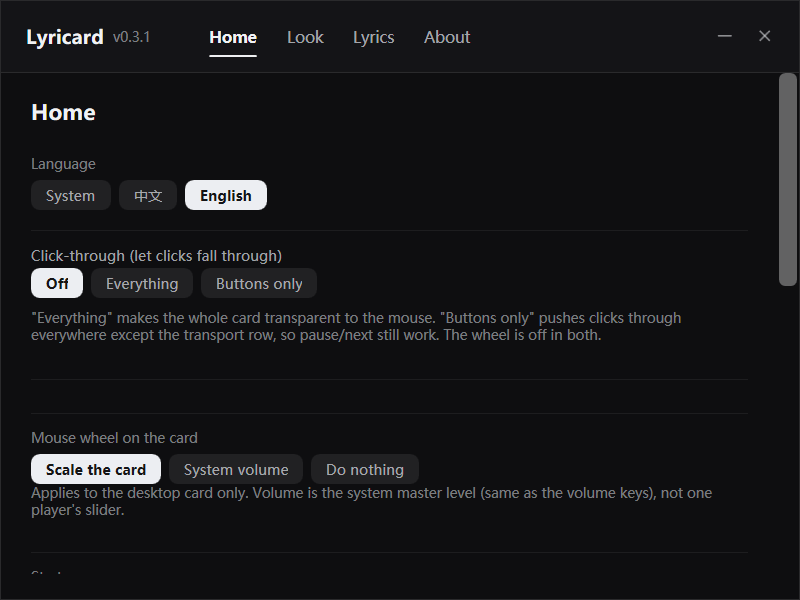 Lyricard v0.3.1 Home Look Lyrics About
Home
Language
System 中文 English
Click-through (let clicks fall through)
Off Everything Buttons only
"Everything" makes the whole card transparent to the mouse. "Buttons only" pushes clicks through
everywhere except the transport row, so pause/next still work. The wheel is off in both.
Mouse wheel on the card
Scale the card System volume Do nothing
Applies to the desktop card only. Volume is the system master level (same as the volume keys), not one
player's slider.